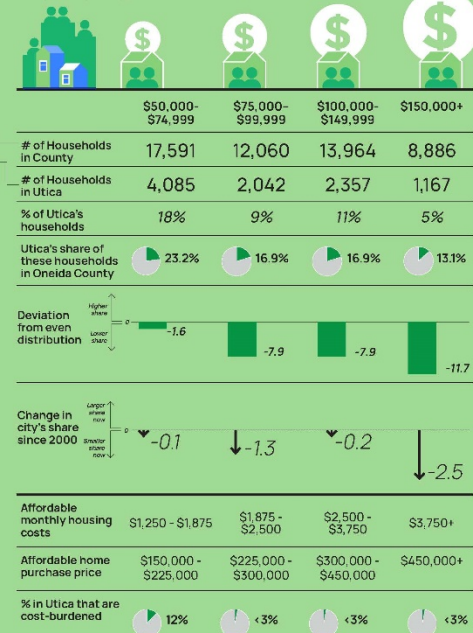 $ $ $ $
$50,000- $75,000– $100,000- $150,000+
$74,999 $99,999 $149,999
# of Households
in County 17,591 12,060 13,964 8,886
# of Households
in Utica 4,085 2,042 2,357 1,167
% of Utica's
households 18% 9% 11% 5%
Utica's share of
these households
in Oneida County 23.2% 16.9% 16.9% 13.1%
Higher
share
Deviation
from even
distribution
0
Lower
share
-1.6 -7.9 -7.9 -11.7
Larger
share
now
Change in
city's share
since 2000
0
Smaller
share
now
-0.1 -1.3 -0.2 -2.5
Affordable
monthly housing
costs
$1,250 - $1,875 $1,875 - $2,500 - $3,750+
$2,500 $3,750
Affordable home
purchase price
$150,000 - $225,000 - $300,000 - $450,000+
$225,000 $300,000 $450,000
% in Utica that are
cost-burdened 12% <3% <3% <3%